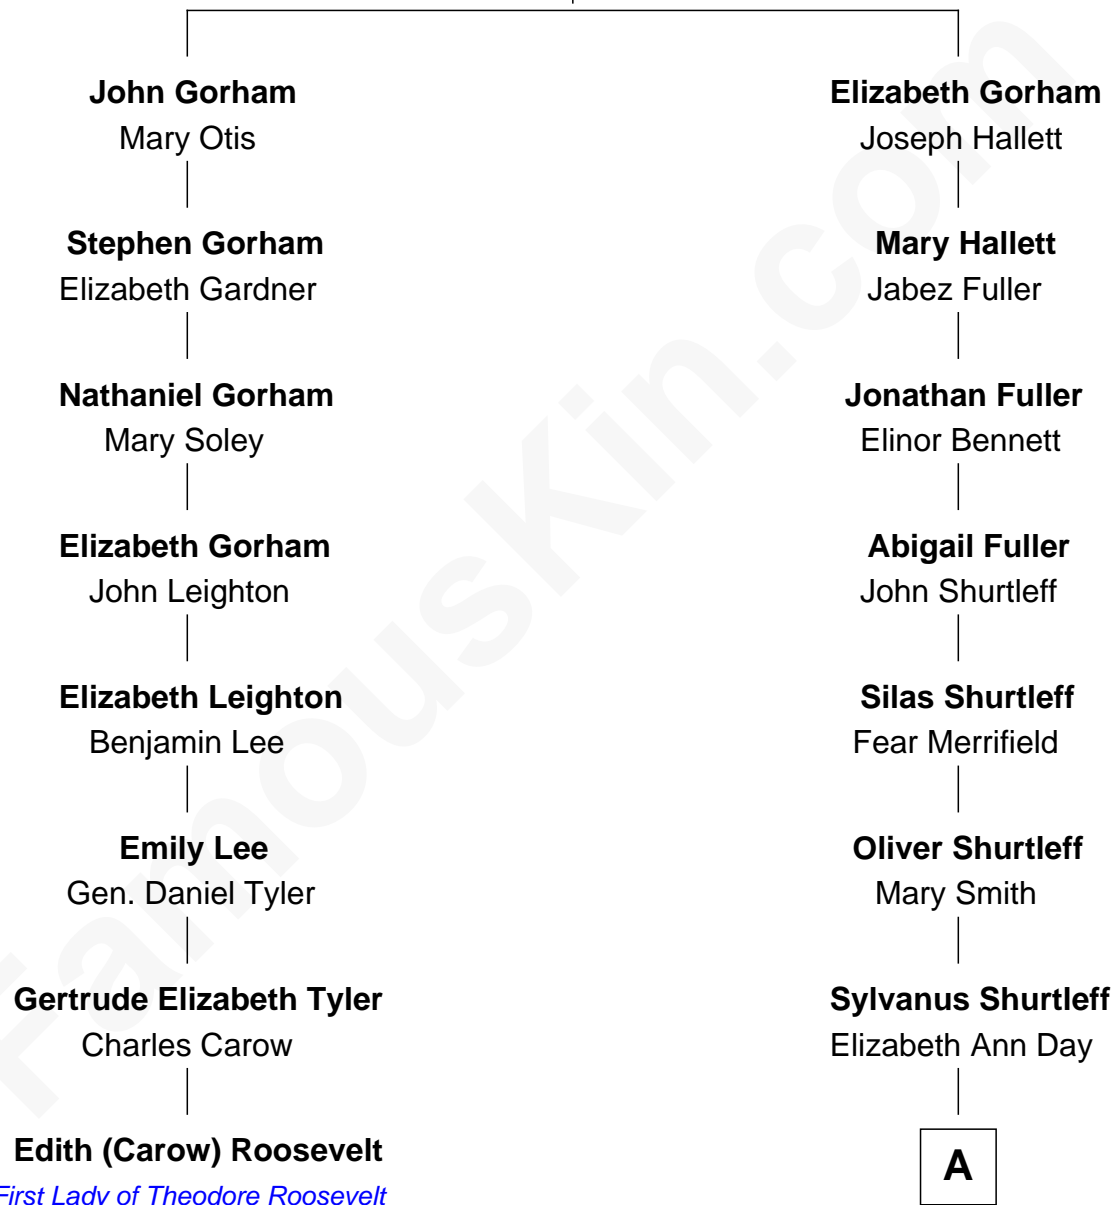 John Gorham
Mary Otis
Elizabeth Gorham
Joseph Hallett
Stephen Gorham
Elizabeth Gardner
Mary Hallett
Jabez Fuller
Nathaniel Gorham
Mary Soley
Jonathan Fuller
Elinor Bennett
Elizabeth Gorham
John Leighton
Abigail Fuller
John Shurtleff
Elizabeth Leighton
Benjamin Lee
Silas Shurtleff
Fear Merrifield
Emily Lee
Gen. Daniel Tyler
Oliver Shurtleff
Mary Smith
Gertrude Elizabeth Tyler
Charles Carow
Sylvanus Shurtleff
Elizabeth Ann Day
Edith (Carow) Roosevelt
First Lady of Theodore Roosevelt
A
FamousKin.com